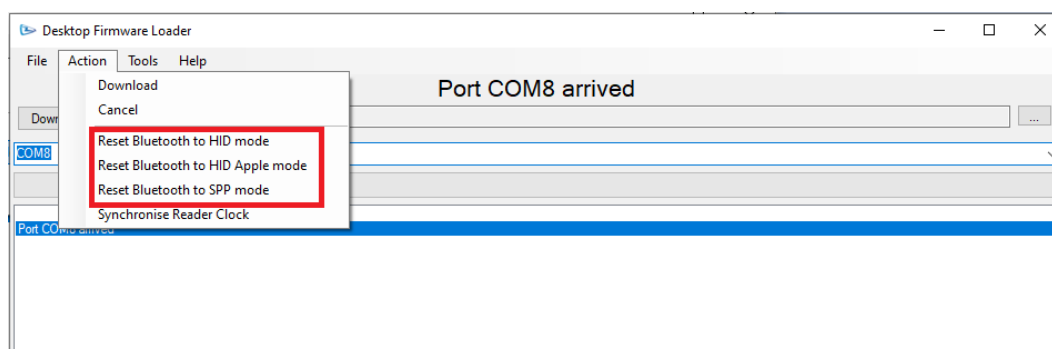 Desktop Firmware Loader
File Action Tools Help
Port COM8 arrived
Download
Cancel
...
Reset Bluetooth to HID mode
COM8
Reset Bluetooth to HID Apple mode
Reset Bluetooth to SPP mode
Synchronise Reader Clock